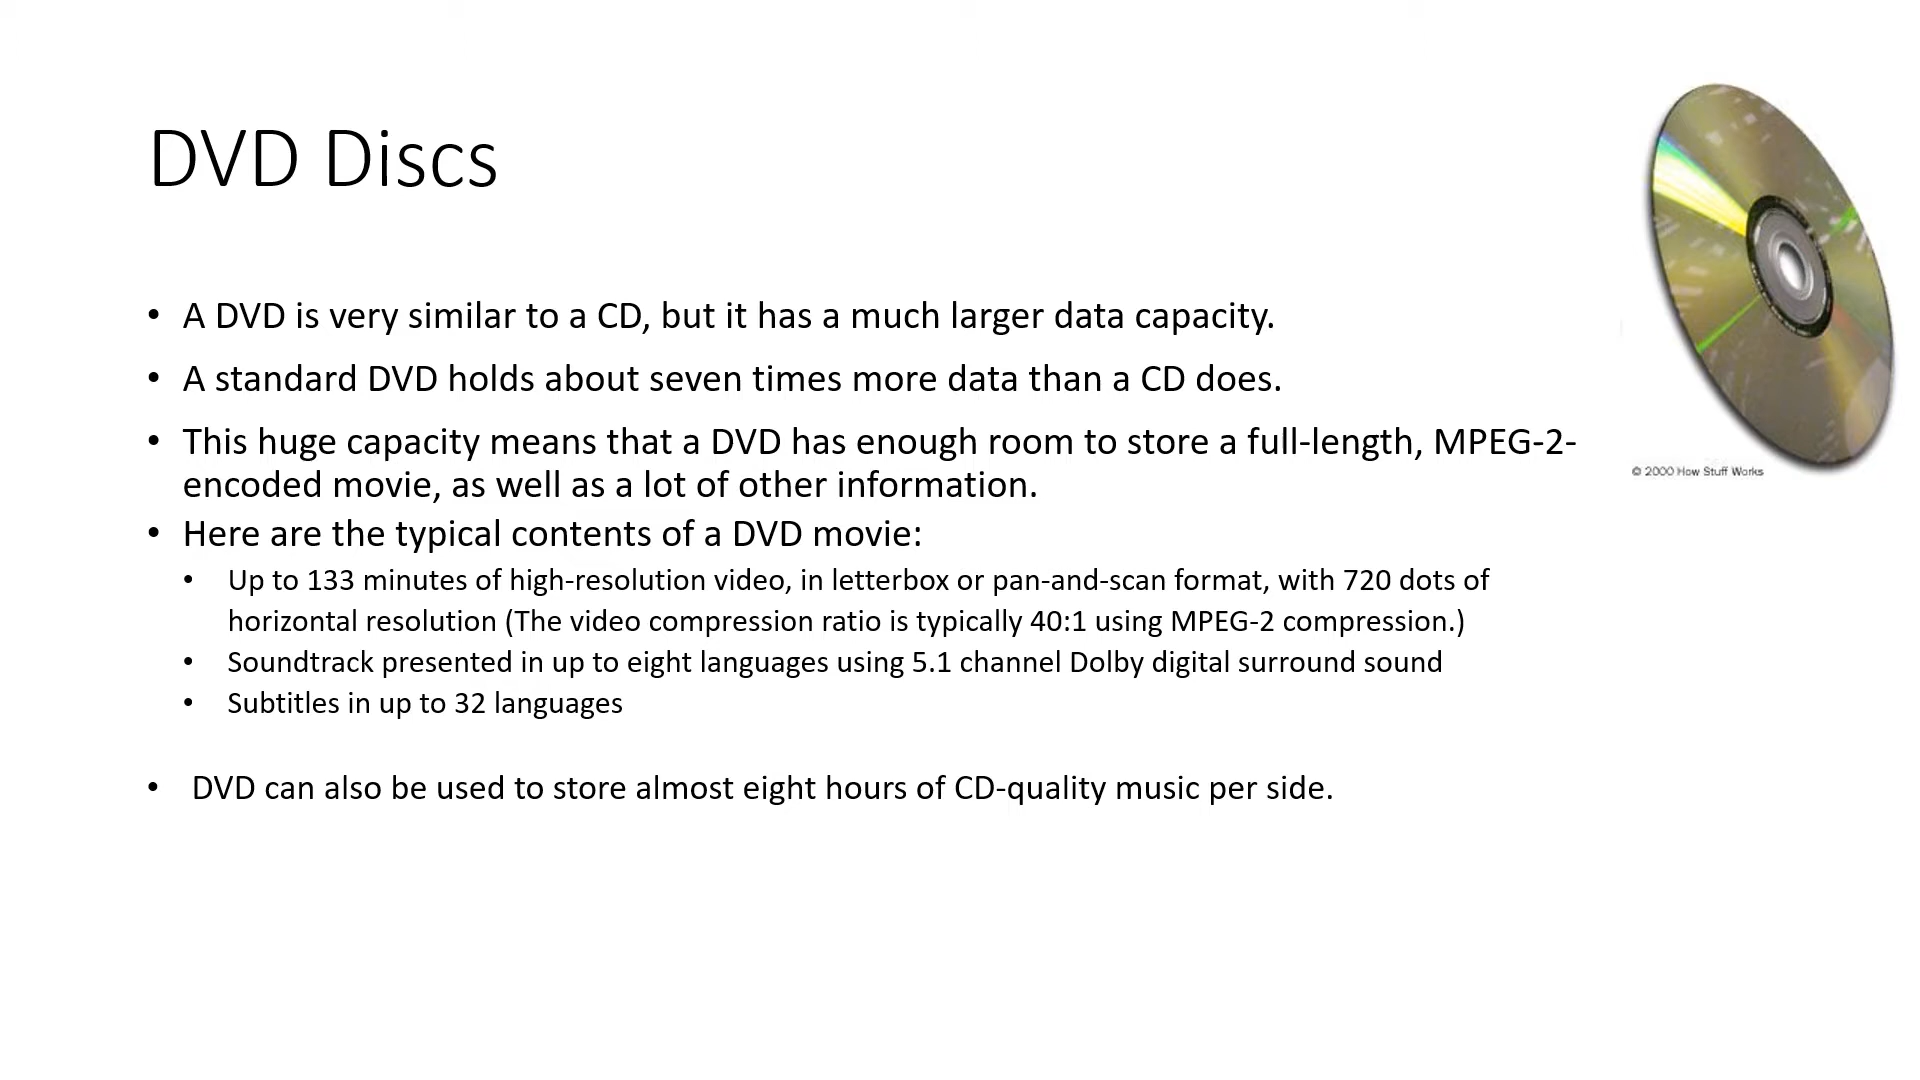 DVD Discs
• A DVD is very similar to a CD, but it has a much larger data capacity.
• A standard DVD holds about seven times more data than a CD does.
• This huge capacity means that a DVD has enough room to store a full-length, MPEG-2-
encoded movie, as well as a lot of other information.
• Here are the typical contents of a DVD movie:
• Up to 133 minutes of high-resolution video, in letterbox or pan-and-scan format, with 720 dots of
horizontal resolution (The video compression ratio is typically 40:1 using MPEG-2 compression.)
• Soundtrack presented in up to eight languages using 5.1 channel Dolby digital surround sound
• Subtitles in up to 32 languages
• DVD can also be used to store almost eight hours of CD-quality music per side.
© 2000 How Stuff Works